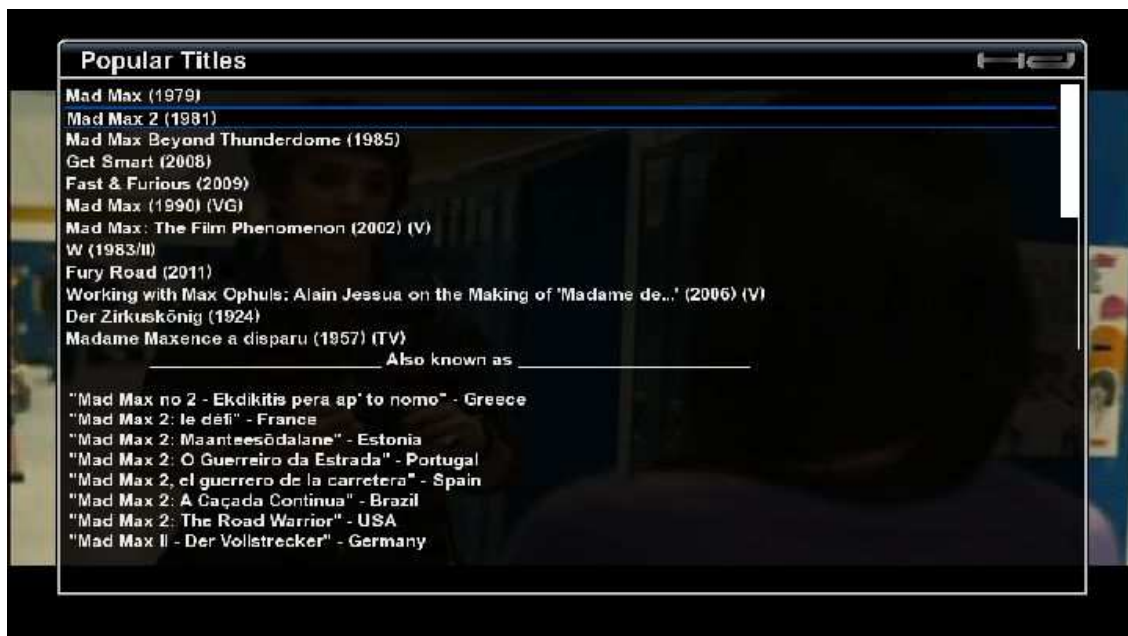 Popular Titles
HD
Mad Max (1979)
Mad Max 2 (1981)
Mad Max Beyond Thunderdome (1985)
Get Smart (2008)
Fast & Furious (2009)
Mad Max (1990) (VG)
Mad Max: The Film Phenomenon (2002) (V)
W (1983/II)
Fury Road (2011)
Working with Max Ophuls: Alain Jessua on the Making of 'Madame de...' (2006) (V)
Der Zirkuskönig (1924)
Madame Maxence a disparu (1957) (TV)
Also known as
"Mad Max no 2 - Ekdikitis pera ap' to nomo" - Greece
"Mad Max 2: le défi" - France
"Mad Max 2: Maanteesõdalane" - Estonia
"Mad Max 2: O Guerreiro da Estrada" - Portugal
"Mad Max 2, el guerrero de la carretera" - Spain
"Mad Max 2: A Caçada Continua" - Brazil
"Mad Max 2: The Road Warrior" - USA
"Mad Max II - Der Vollstrecker" - Germany